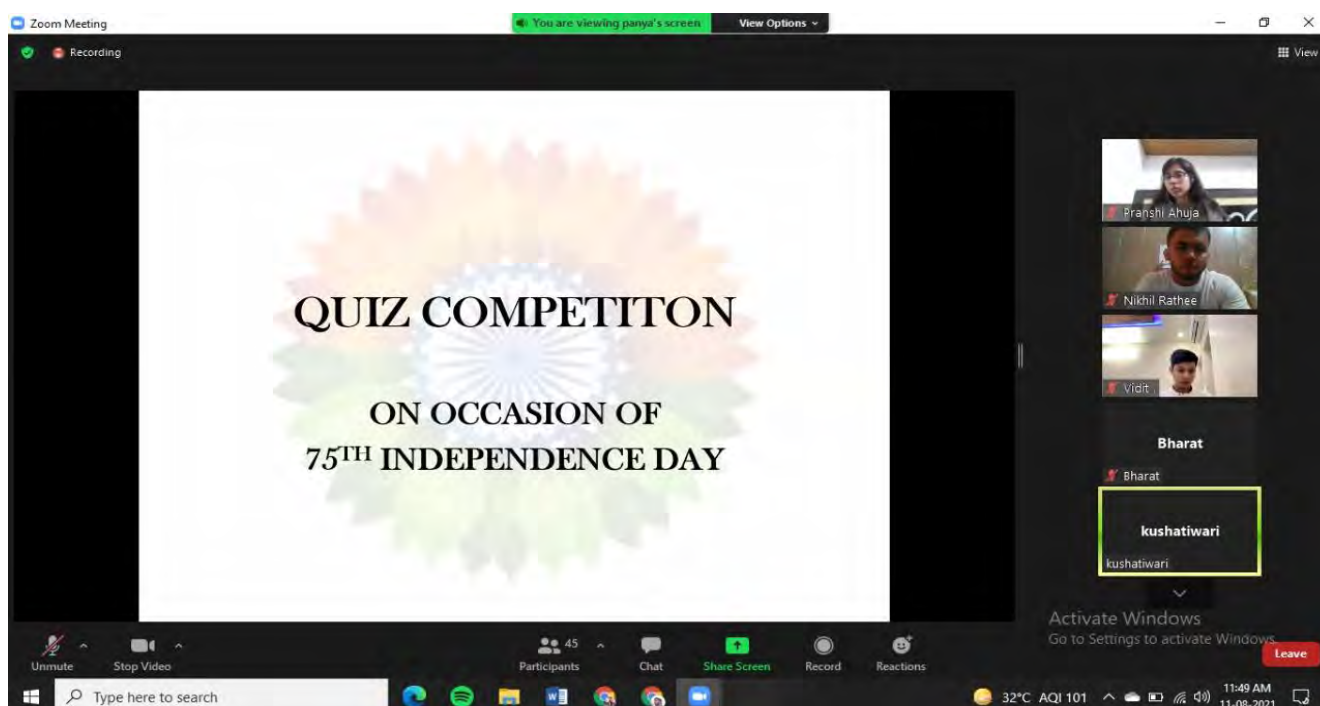 Zoom Meeting
You are viewing panya's screen
View Options
Recording
View
QUIZ COMPETITON
ON OCCASION OF
75TH INDEPENDENCE DAY
Pranshi Ahuja
Nikhil Rathee
Vidit
Bharat
Bharat
kushatiwari
kushatiwari
Activate Windows
Go to Settings to activate Windows.
Unmute
Stop Video
45
Participants
Chat
Share Screen
Record
Reactions
Leave
Type here to search
32°C AQI 101
11:49 AM
11-08-2021